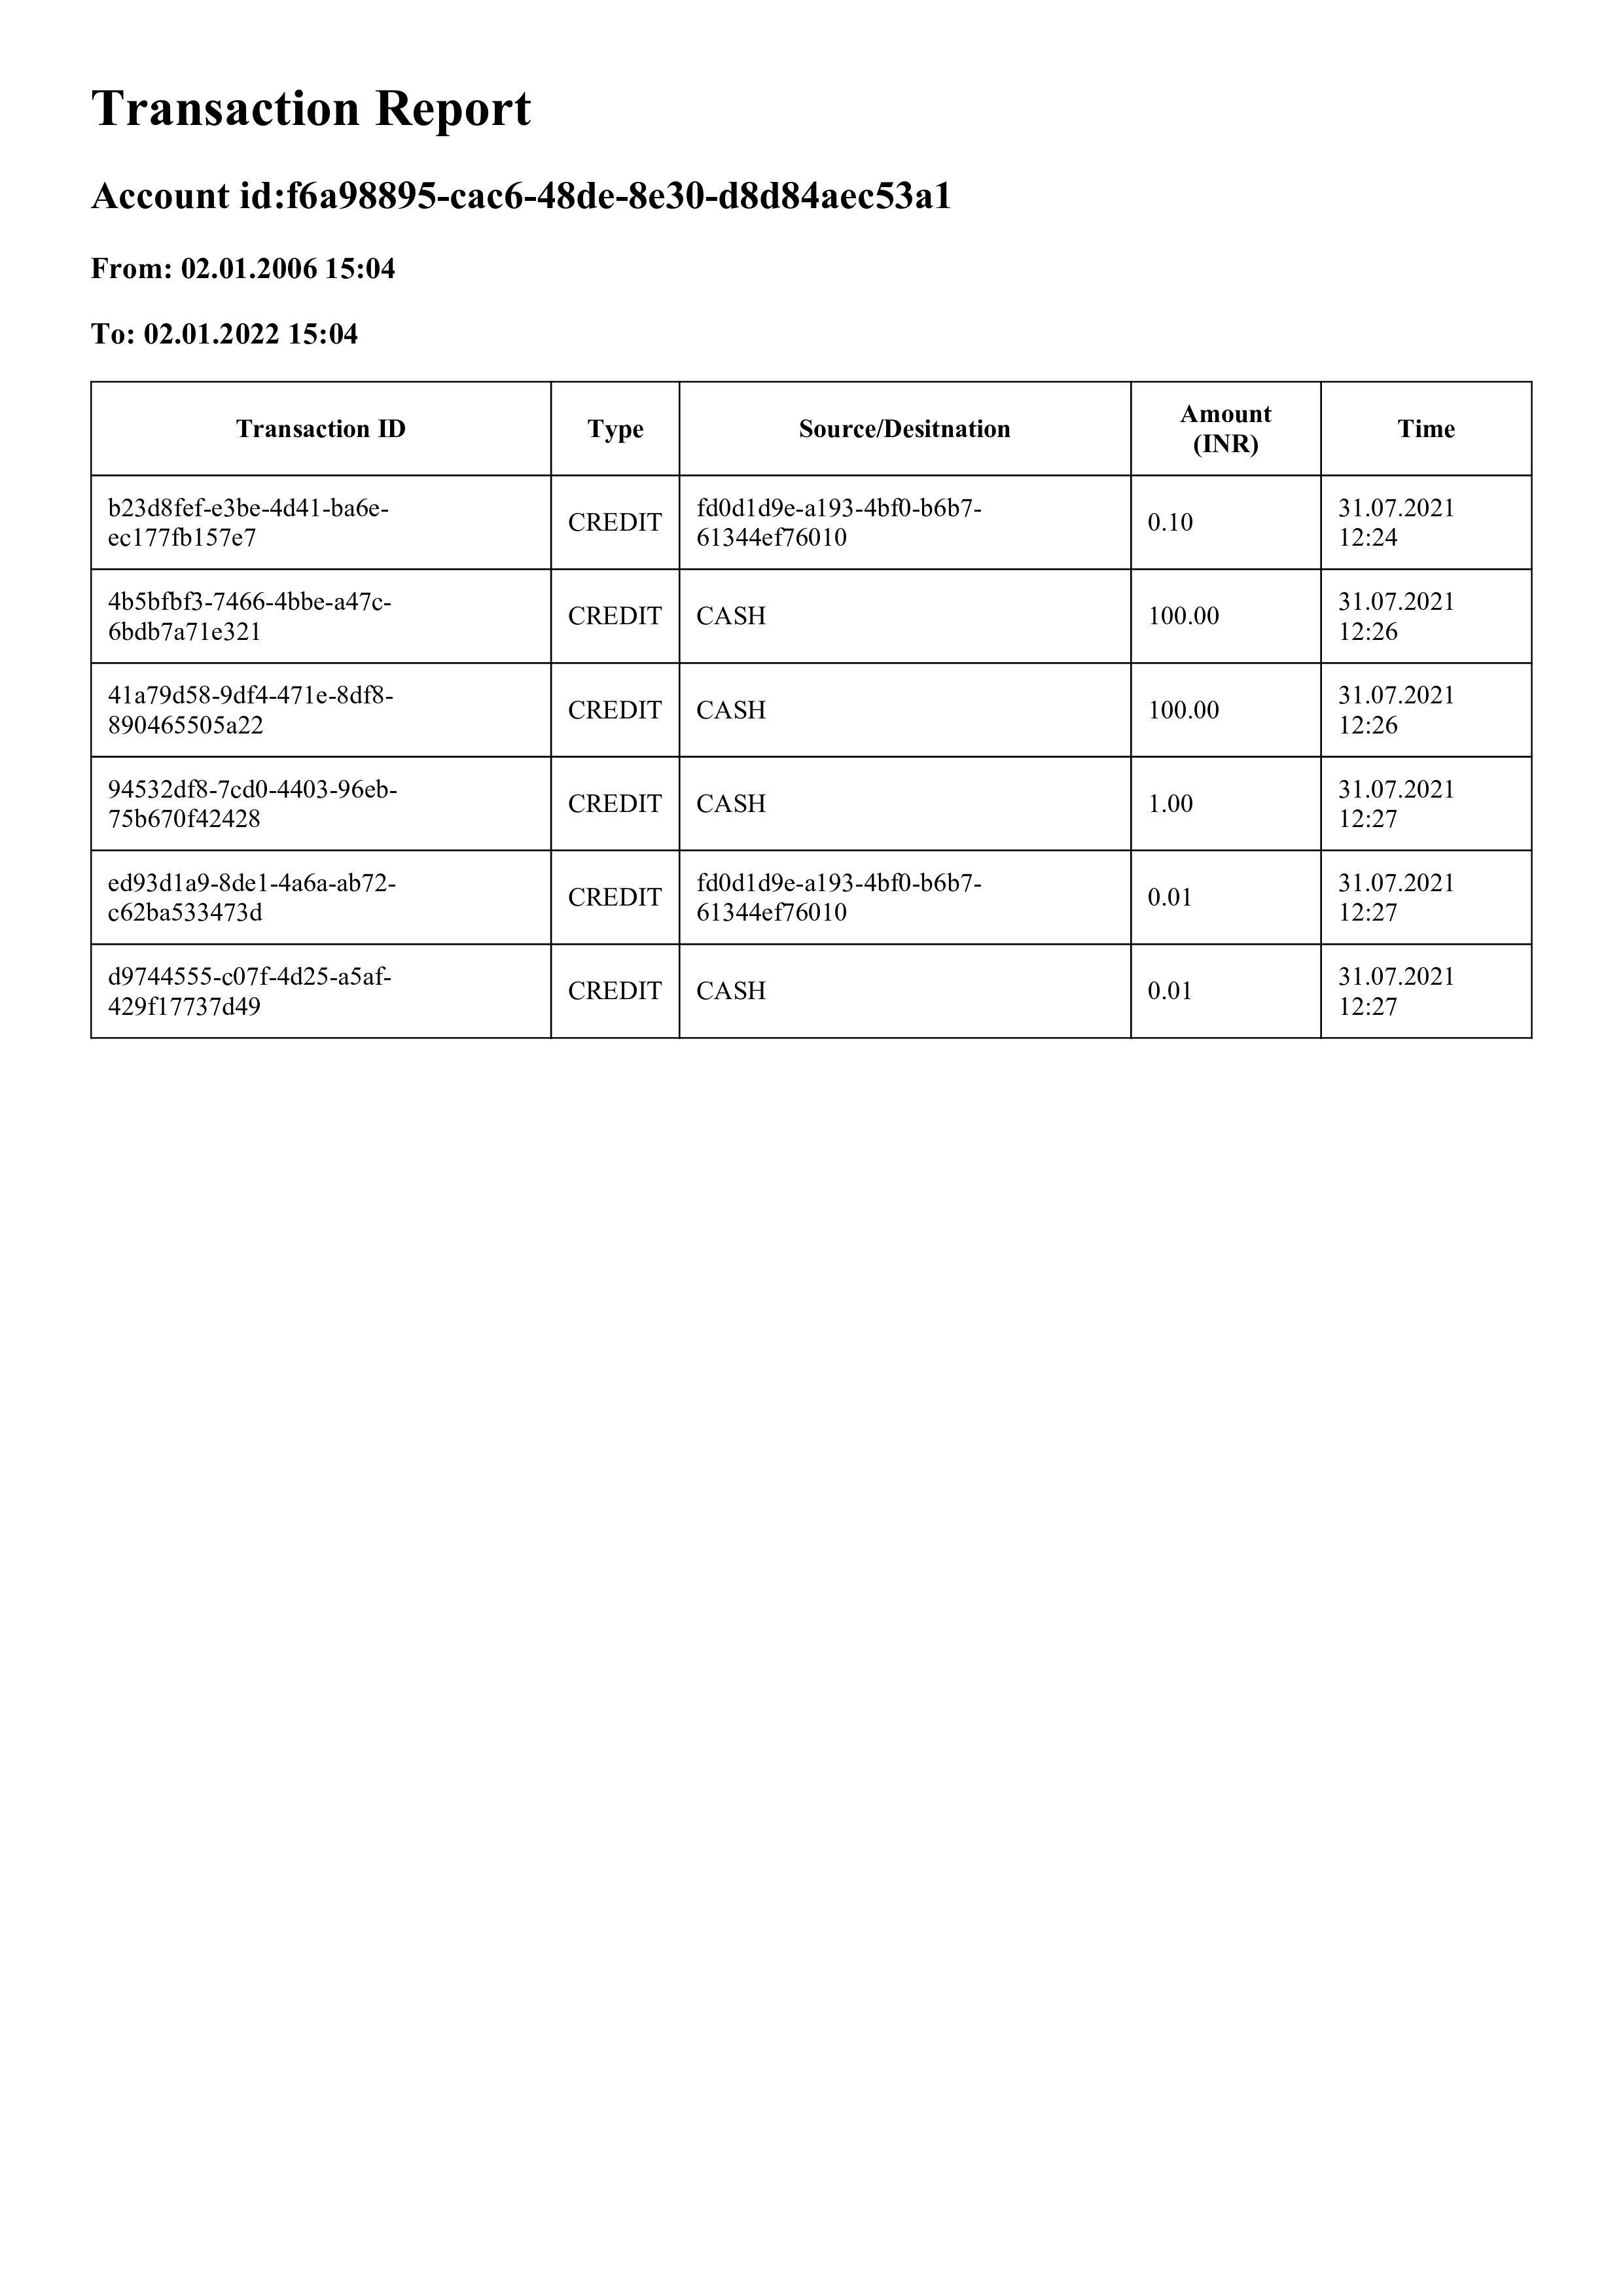 Transaction Report
Account id:f6a98895-cac6-48de-8e30-d8d84aec53a1
From: 02.01.2006 15:04
To: 02.01.2022 15:04
Transaction ID Type Source/Desitnation Amount (INR) Time
b23d8fef-e3be-4d41-ba6e-
ec177fb157e7 CREDIT fd0d1d9e-a193-4bf0-b6b7-
61344ef76010 0.10 31.07.2021
12:24
4b5bfbf3-7466-4bbe-a47c-
6bdb7a71e321 CREDIT CASH 100.00 31.07.2021
12:26
41a79d58-9df4-471e-8df8-
890465505a22 CREDIT CASH 100.00 31.07.2021
12:26
94532df8-7cd0-4403-96eb-
75b670f42428 CREDIT CASH 1.00 31.07.2021
12:27
ed93d1a9-8de1-4a6a-ab72-
c62ba533473d CREDIT fd0d1d9e-a193-4bf0-b6b7-
61344ef76010 0.01 31.07.2021
12:27
d9744555-c07f-4d25-a5af-
429f17737d49 CREDIT CASH 0.01 31.07.2021
12:27